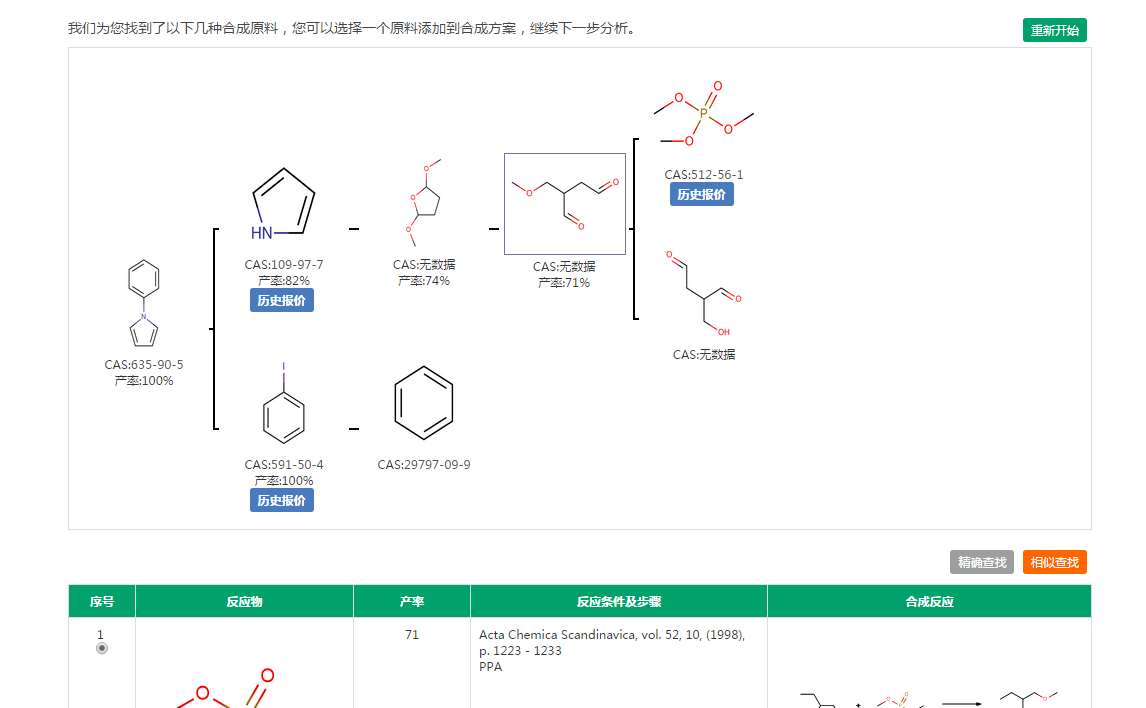 我们为您找到了以下几种合成原料，您可以选择一个原料添加到合成方案，继续下一步分析。
重新开始
O
O
P
O
O
CAS:512-56-1
历史报价
HN
CAS:109-97-7
产率:82%
历史报价
O
O
O
CAS:无数据
产率:74%
O
O
O
CAS:无数据
产率:71%
N
CAS:635-90-5
产率:100%
O
O
OH
CAS:无数据
I
CAS:591-50-4
产率:100%
历史报价
CAS:29797-09-9
精确查找
相似查找
序号
反应物
产率
反应条件及步骤
合成反应
1
71
Acta Chemica Scandinavica, vol. 52, 10, (1998),
p. 1223 - 1233
PPA
O
O
+